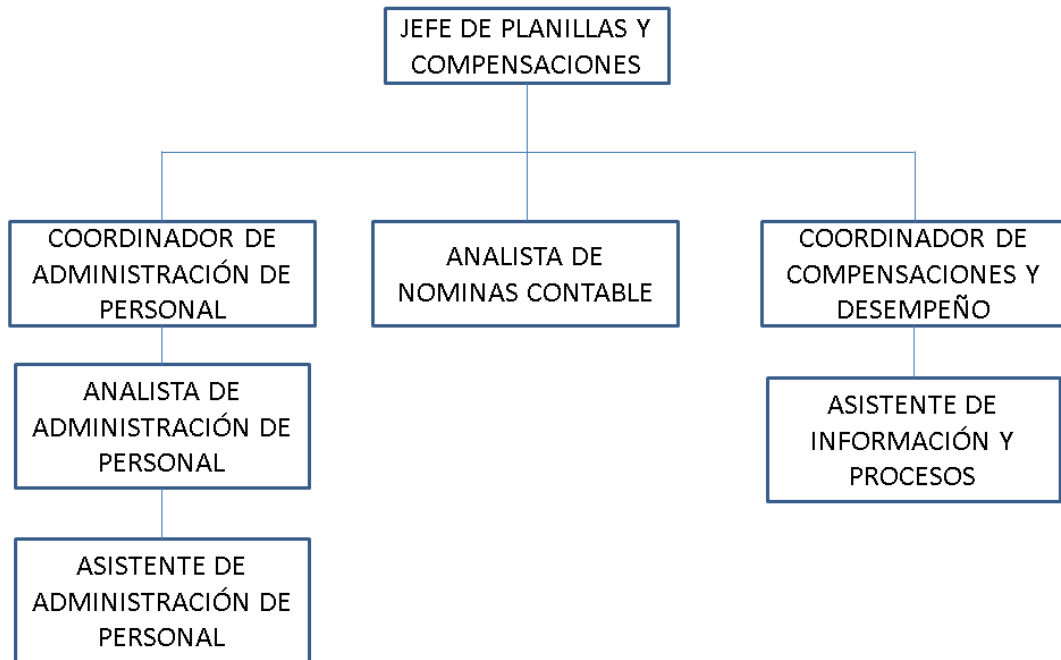 JEFE DE PLANILLAS Y
COMPENSACIONES
COORDINADOR DE
ADMINISTRACIÓN DE
PERSONAL
ANALISTA DE
NOMINAS CONTABLE
COORDINADOR DE
COMPENSACIONES Y
DESEMPEÑO
ANALISTA DE
ADMINISTRACIÓN DE
PERSONAL
ASISTENTE DE
INFORMACIÓN Y
PROCESOS
ASISTENTE DE
ADMINISTRACIÓN DE
PERSONAL